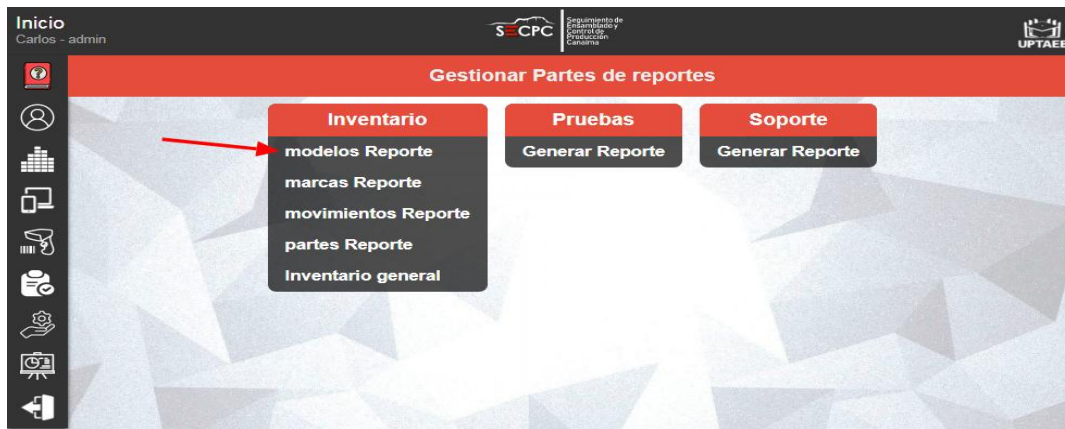 Inicio
Carlos - admin
SECPC
Seguimiento de
Ensamblado y
Control de
Producción
Canaima
UPTAEB
Gestionar Partes de reportes
Inventario
modelos Reporte
marcas Reporte
movimientos Reporte
partes Reporte
Inventario general
Pruebas
Generar Reporte
Soporte
Generar Reporte